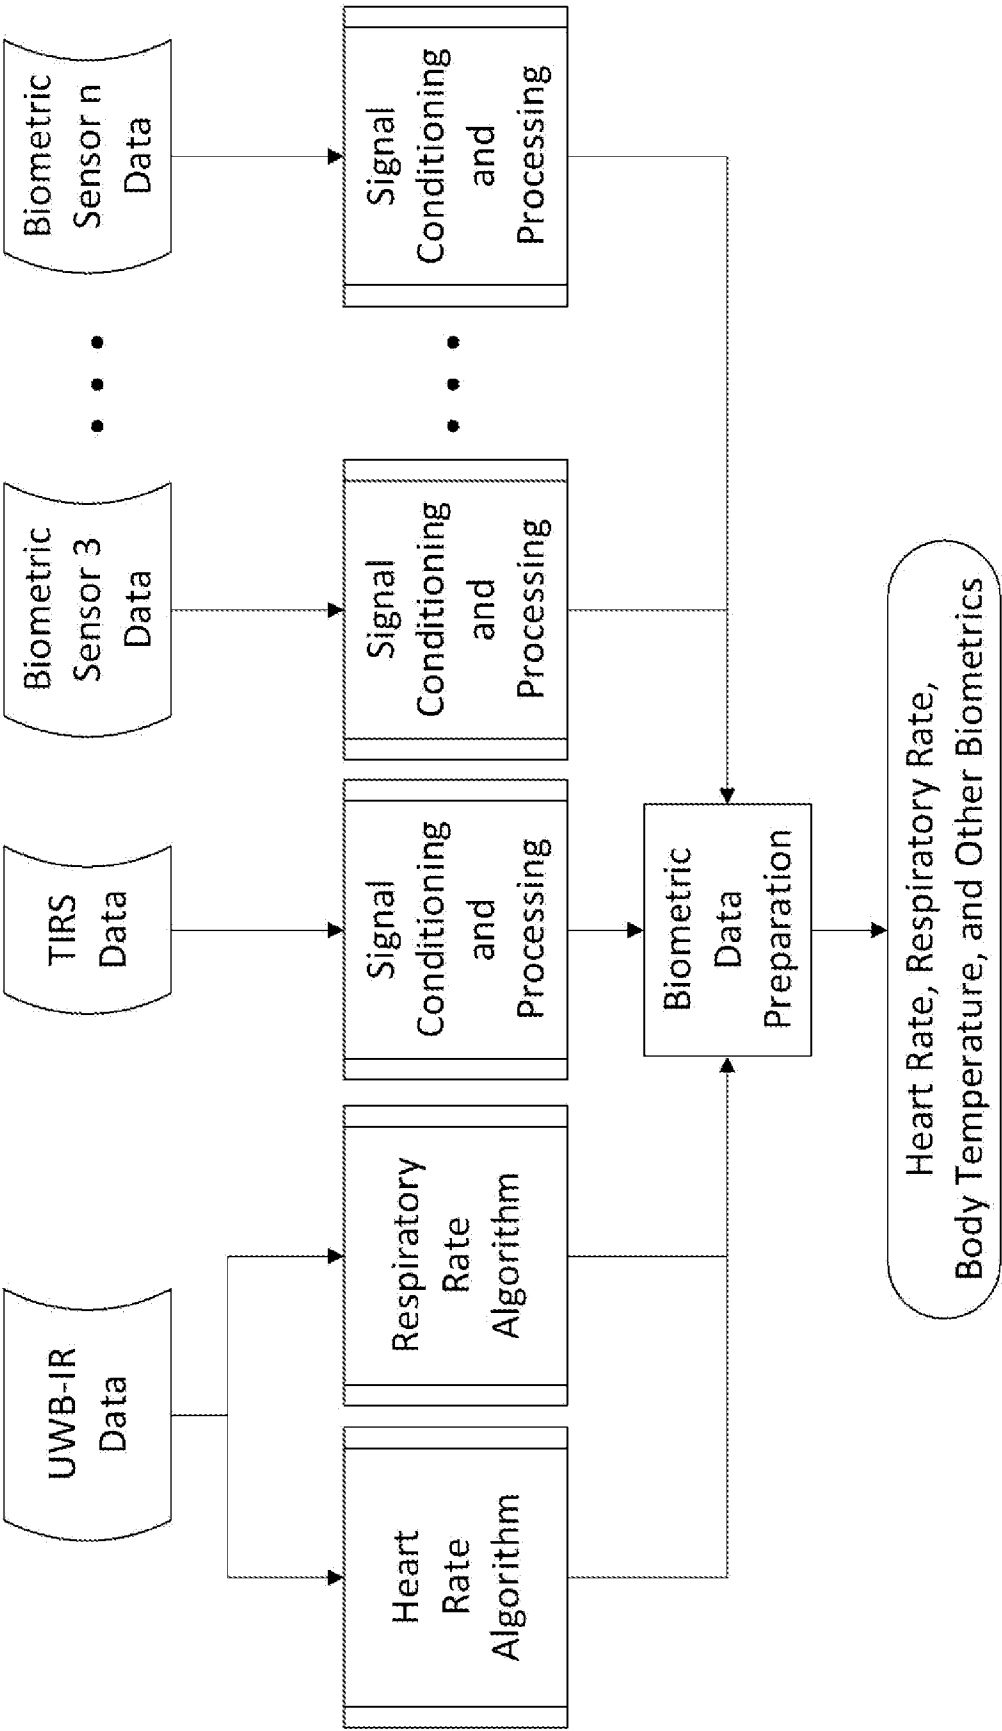 UWB-IR
Data
TIRS
Data
Biometric
Sensor 3
Data
Biometric
Sensor n
Data
Heart
Rate
Algorithm
Respiratory
Rate
Algorithm
Signal
Conditioning
and
Processing
Signal
Conditioning
and
Processing
Signal
Conditioning
and
Processing
Biometric
Data
Preparation
Heart Rate, Respiratory Rate,
Body Temperature, and Other Biometrics